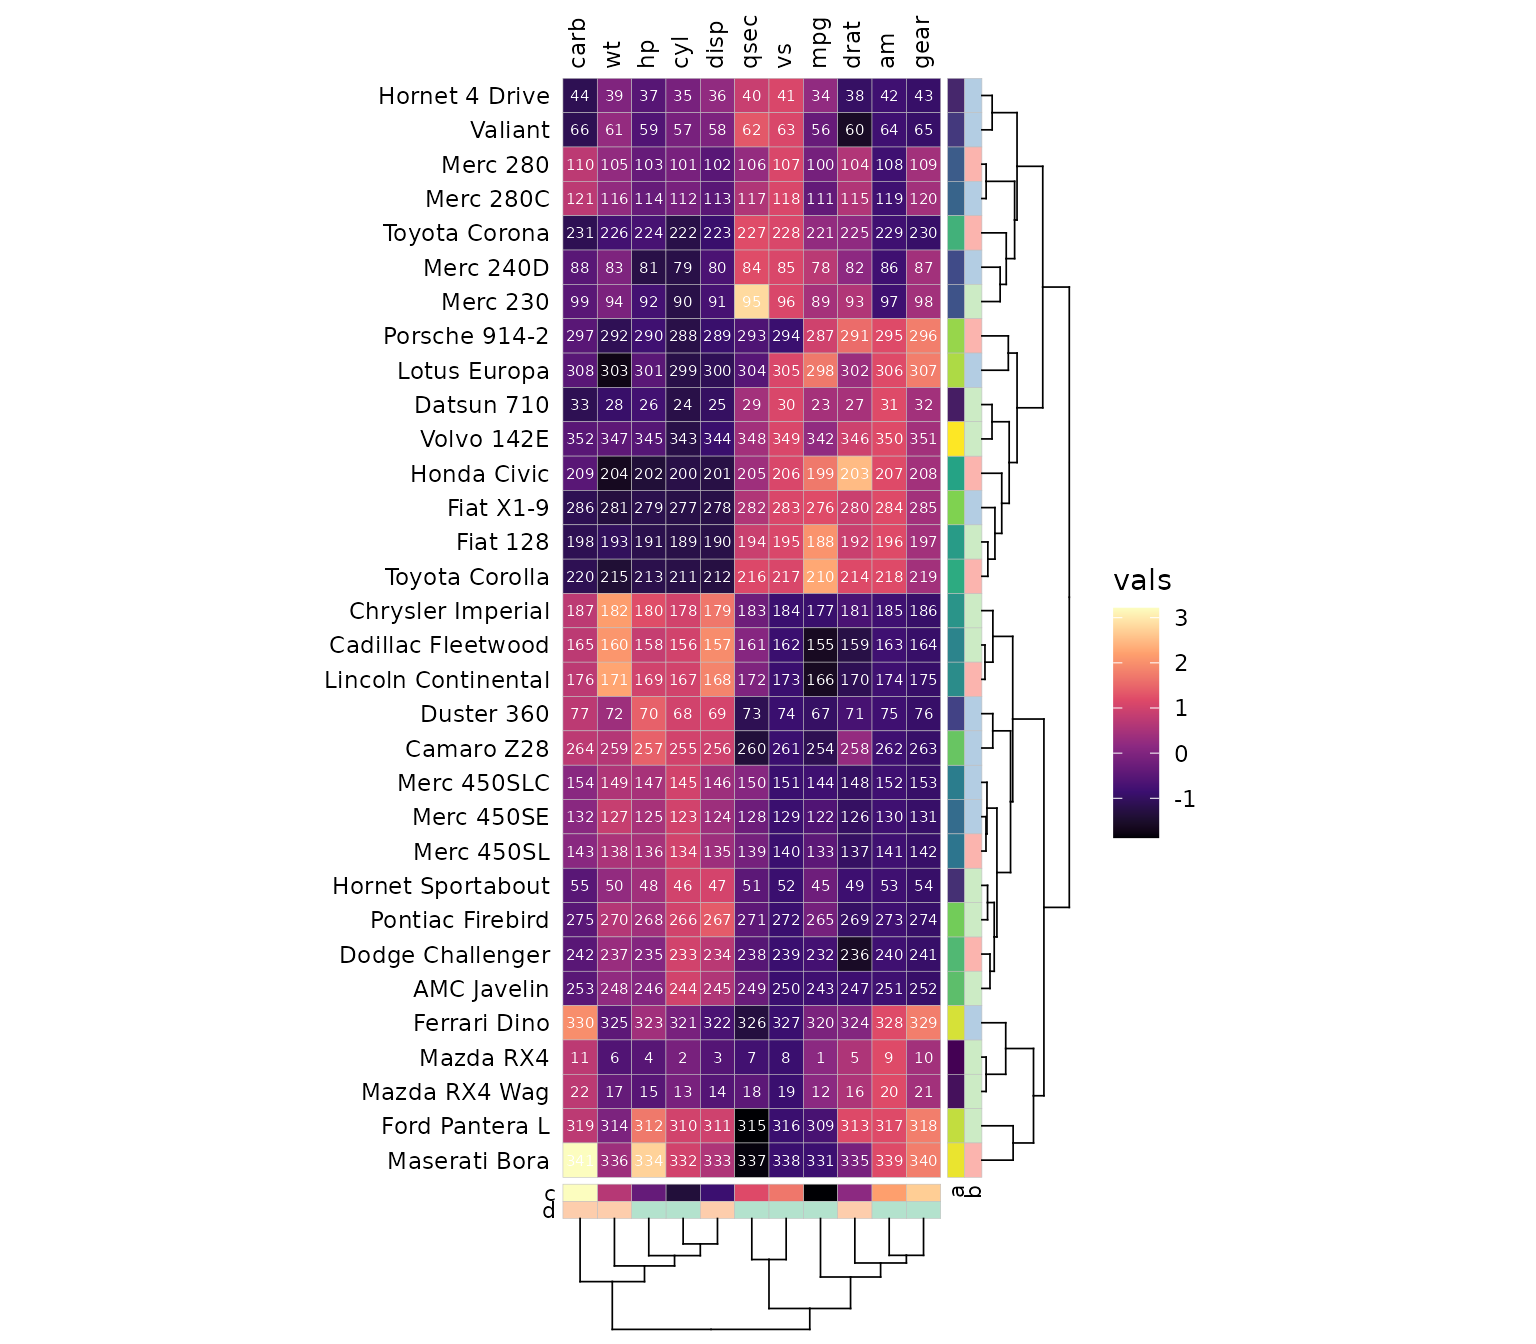 carb wt hp cyl disp qsec vs mpg drat am gear
Hornet 4 Drive 44 39 37 35 36 40 41 34 38 42 43
Valiant 66 61 59 57 58 62 63 56 60 64 65
Merc 280 110 105 103 101 102 106 107 100 104 108 109
Merc 280C 121 116 114 112 113 117 118 111 115 119 120
Toyota Corona 231 226 224 222 223 227 228 221 225 229 230
Merc 240D 88 83 81 79 80 84 85 78 82 86 87
Merc 230 99 94 92 90 91 95 96 89 93 97 98
Porsche 914-2 297 292 290 288 289 293 294 287 291 295 296
Lotus Europa 308 303 301 299 300 304 305 298 302 306 307
Datsun 710 33 28 26 24 25 29 30 23 27 31 32
Volvo 142E 352 347 345 343 344 348 349 342 346 350 351
Honda Civic 209 204 202 200 201 205 206 199 203 207 208
Fiat X1-9 286 281 279 277 278 282 283 276 280 284 285
Fiat 128 198 193 191 189 190 194 195 188 192 196 197
Toyota Corolla 220 215 213 211 212 216 217 210 214 218 219
Chrysler Imperial 187 182 180 178 179 183 184 177 181 185 186
Cadillac Fleetwood 165 160 158 156 157 161 162 155 159 163 164
Lincoln Continental 176 171 169 167 168 172 173 166 170 174 175
Duster 360 77 72 70 68 69 73 74 67 71 75 76
Camaro Z28 264 259 257 255 256 260 261 254 258 262 263
Merc 450SLC 154 149 147 145 146 150 151 144 148 152 153
Merc 450SE 132 127 125 123 124 128 129 122 126 130 131
Merc 450SL 143 138 136 134 135 139 140 133 137 141 142
Hornet Sportabout 55 50 48 46 47 51 52 45 49 53 54
Pontiac Firebird 275 270 268 266 267 271 272 265 269 273 274
Dodge Challenger 242 237 235 233 234 238 239 232 236 240 241
AMC Javelin 253 248 246 244 245 249 250 243 247 251 252
Ferrari Dino 330 325 323 321 322 326 327 320 324 328 329
Mazda RX4 11 6 4 2 3 7 8 1 5 9 10
Mazda RX4 Wag 22 17 15 13 14 18 19 12 16 20 21
Ford Pantera L 319 314 312 310 311 315 316 309 313 317 318
Maserati Bora 341 336 334 332 333 337 338 331 335 339 340
c
d
a
b
vals
3
2
1
0
-1